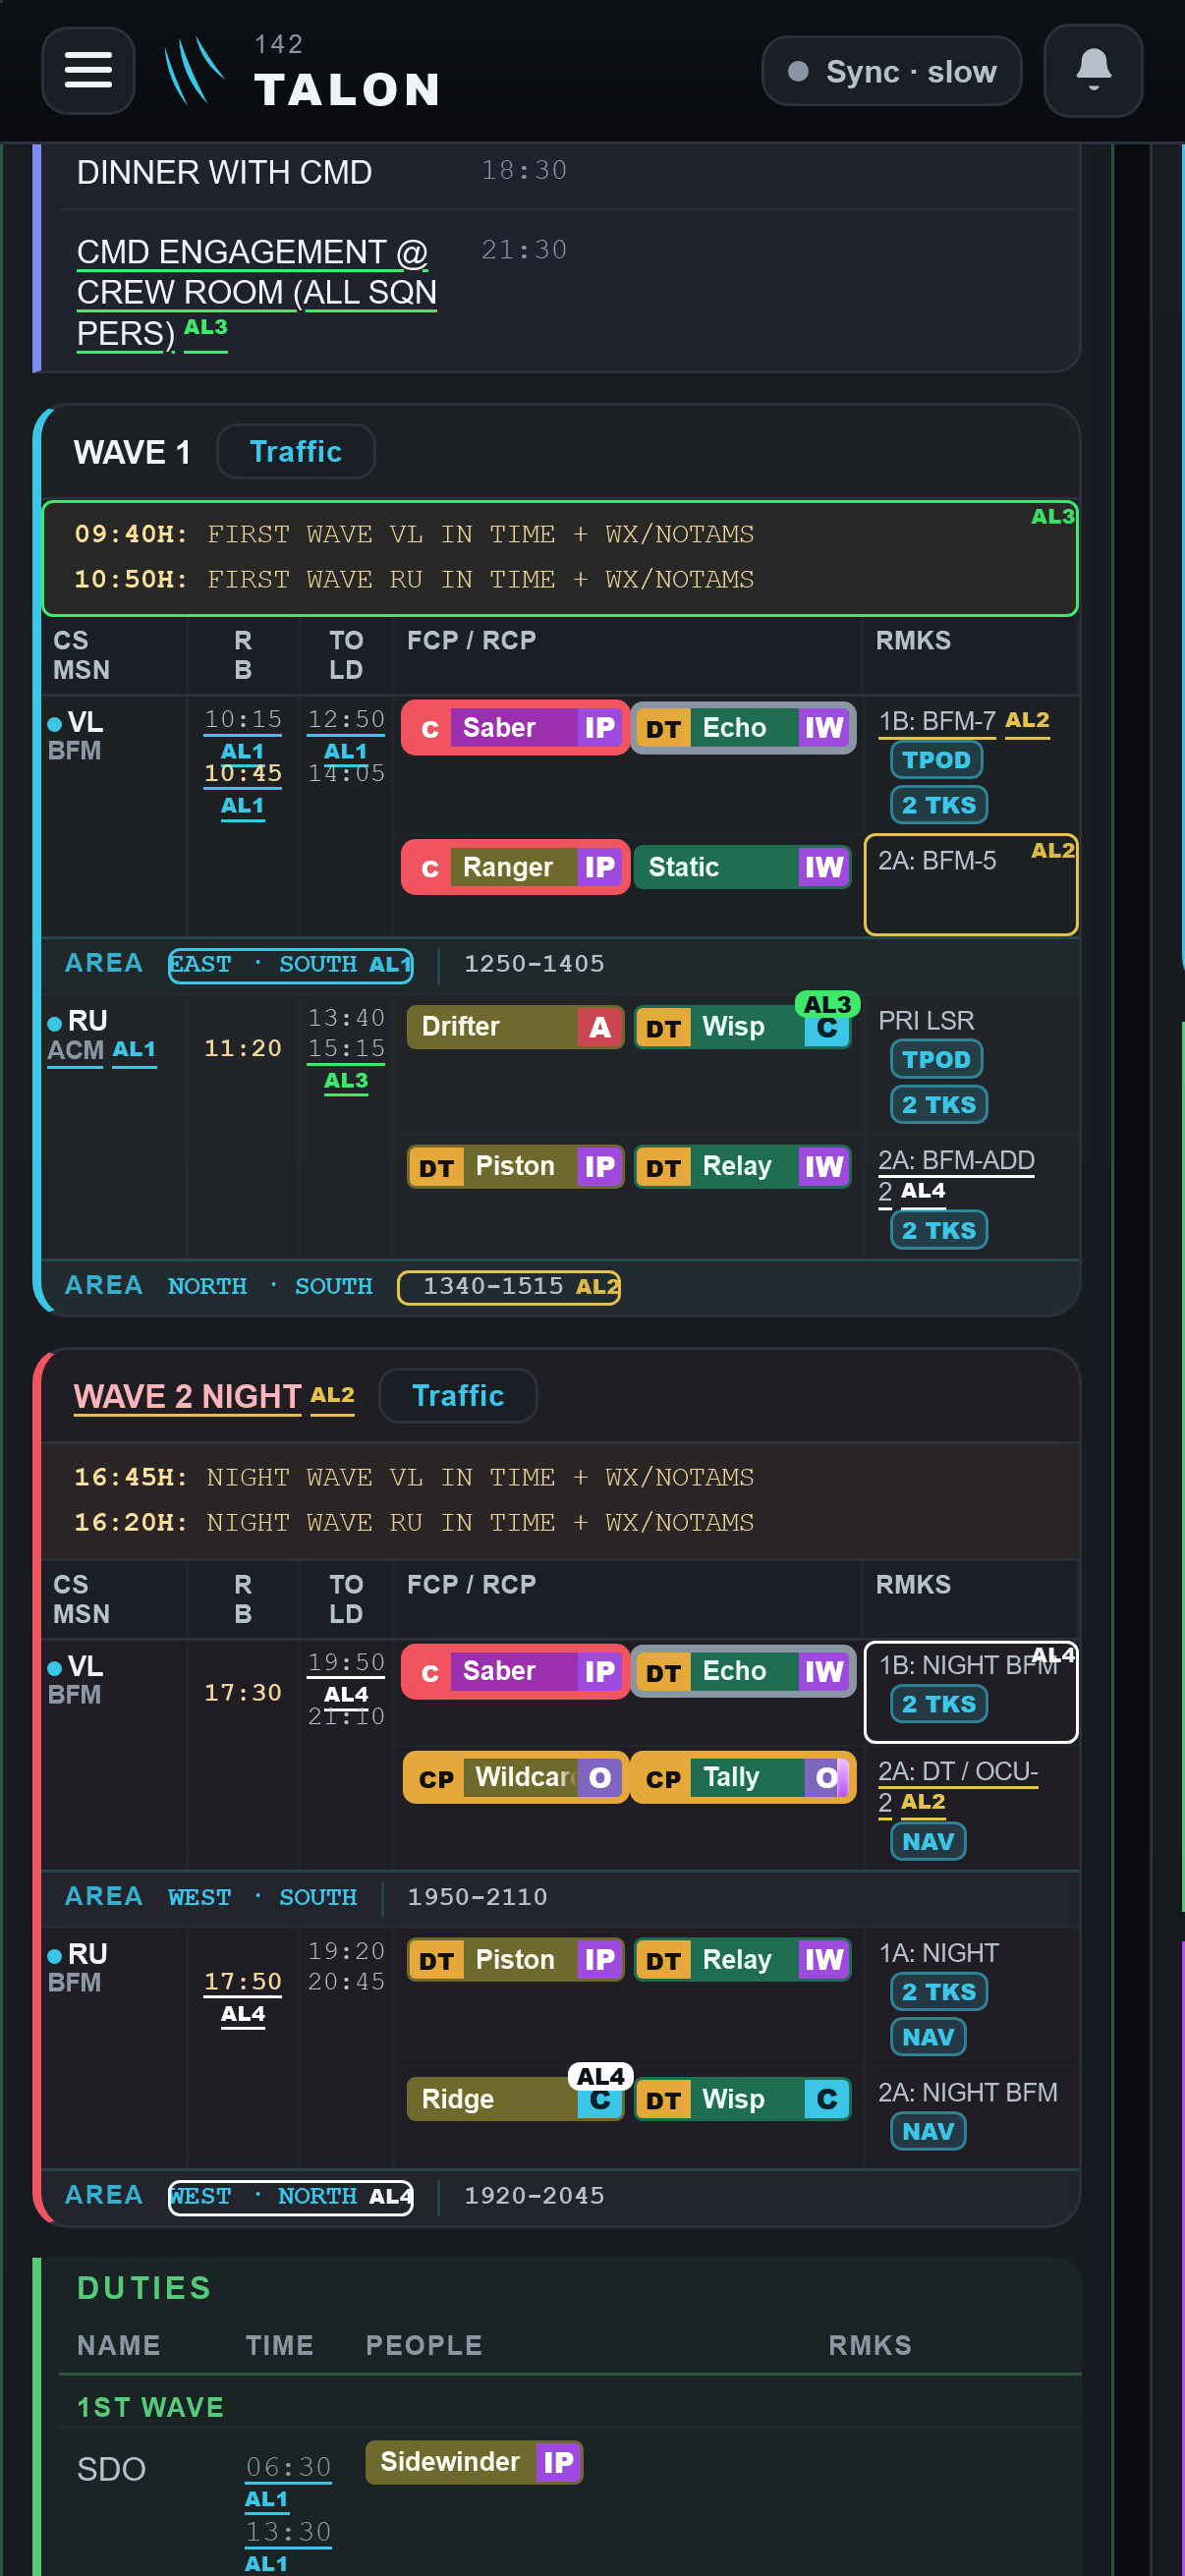 142
TALON
Sync · slow
DINNER WITH CMD 18:30
CMD ENGAGEMENT @ 21:30
CREW ROOM (ALL SQN
PERS) AL3
WAVE 1 Traffic
09:40H: FIRST WAVE VL IN TIME + WX/NOTAMS AL3
10:50H: FIRST WAVE RU IN TIME + WX/NOTAMS
CS R TO FCP / RCP RMKS
MSN B LD
VL 10:15 12:50 C Saber IP DT Echo IW 1B: BFM-7 AL2
BFM AL1 AL1 TPOD
10:45 14:05
AL1 2 TKS
C Ranger IP Static IW 2A: BFM-5 AL2
AREA EAST · SOUTH AL1 1250-1405
RU 13:40 Drifter A DT Wisp C AL3 PRI LSR
ACM AL1 11:20 15:15 TPOD
AL3 2 TKS
DT Piston IP DT Relay IW 2A: BFM-ADD
2 AL4
2 TKS
AREA NORTH · SOUTH 1340-1515 AL2
WAVE 2 NIGHT AL2 Traffic
16:45H: NIGHT WAVE VL IN TIME + WX/NOTAMS
16:20H: NIGHT WAVE RU IN TIME + WX/NOTAMS
CS R TO FCP / RCP RMKS
MSN B LD
VL 19:50 C Saber IP DT Echo IW 1B: NIGHT BFM AL4
BFM 17:30 AL4 2 TKS
21:10
CP Wildcar O CP Tally O 2A: DT / OCU-
2 AL2
NAV
AREA WEST · SOUTH 1950-2110
RU 19:20 DT Piston IP DT Relay IW 1A: NIGHT
BFM 17:50 20:45 2 TKS
AL4 NAV
Ridge C AL4 DT Wisp C 2A: NIGHT BFM
NAV
AREA WEST · NORTH AL4 1920-2045
DUTIES
NAME TIME PEOPLE RMKS
1ST WAVE
SDO 06:30 Sidewinder IP
AL1
13:30
AL1